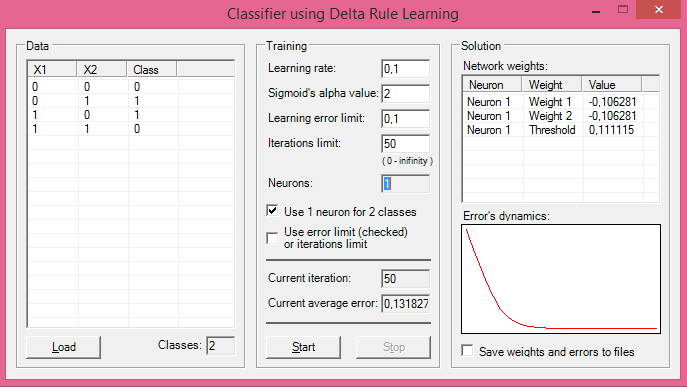 Classifier using Delta Rule Learning
Data
X1 X2 Class
0 0 0
0 1 1
1 0 1
1 1 0
Load
Classes: 2
Training
Learning rate: 0,1
Sigmoid's alpha value: 2
Learning error limit: 0,1
Iterations limit: 50
( 0 - inifinity )
Neurons: 1
Use 1 neuron for 2 classes
Use error limit (checked)
or iterations limit
Current iteration: 50
Current average error: 0,131827
Start Stop
Solution
Network weights:
Neuron Weight Value
Neuron 1 Weight 1 -0,106281
Neuron 1 Weight 2 -0,106281
Neuron 1 Threshold 0,111115
Error's dynamics:
Save weights and errors to files